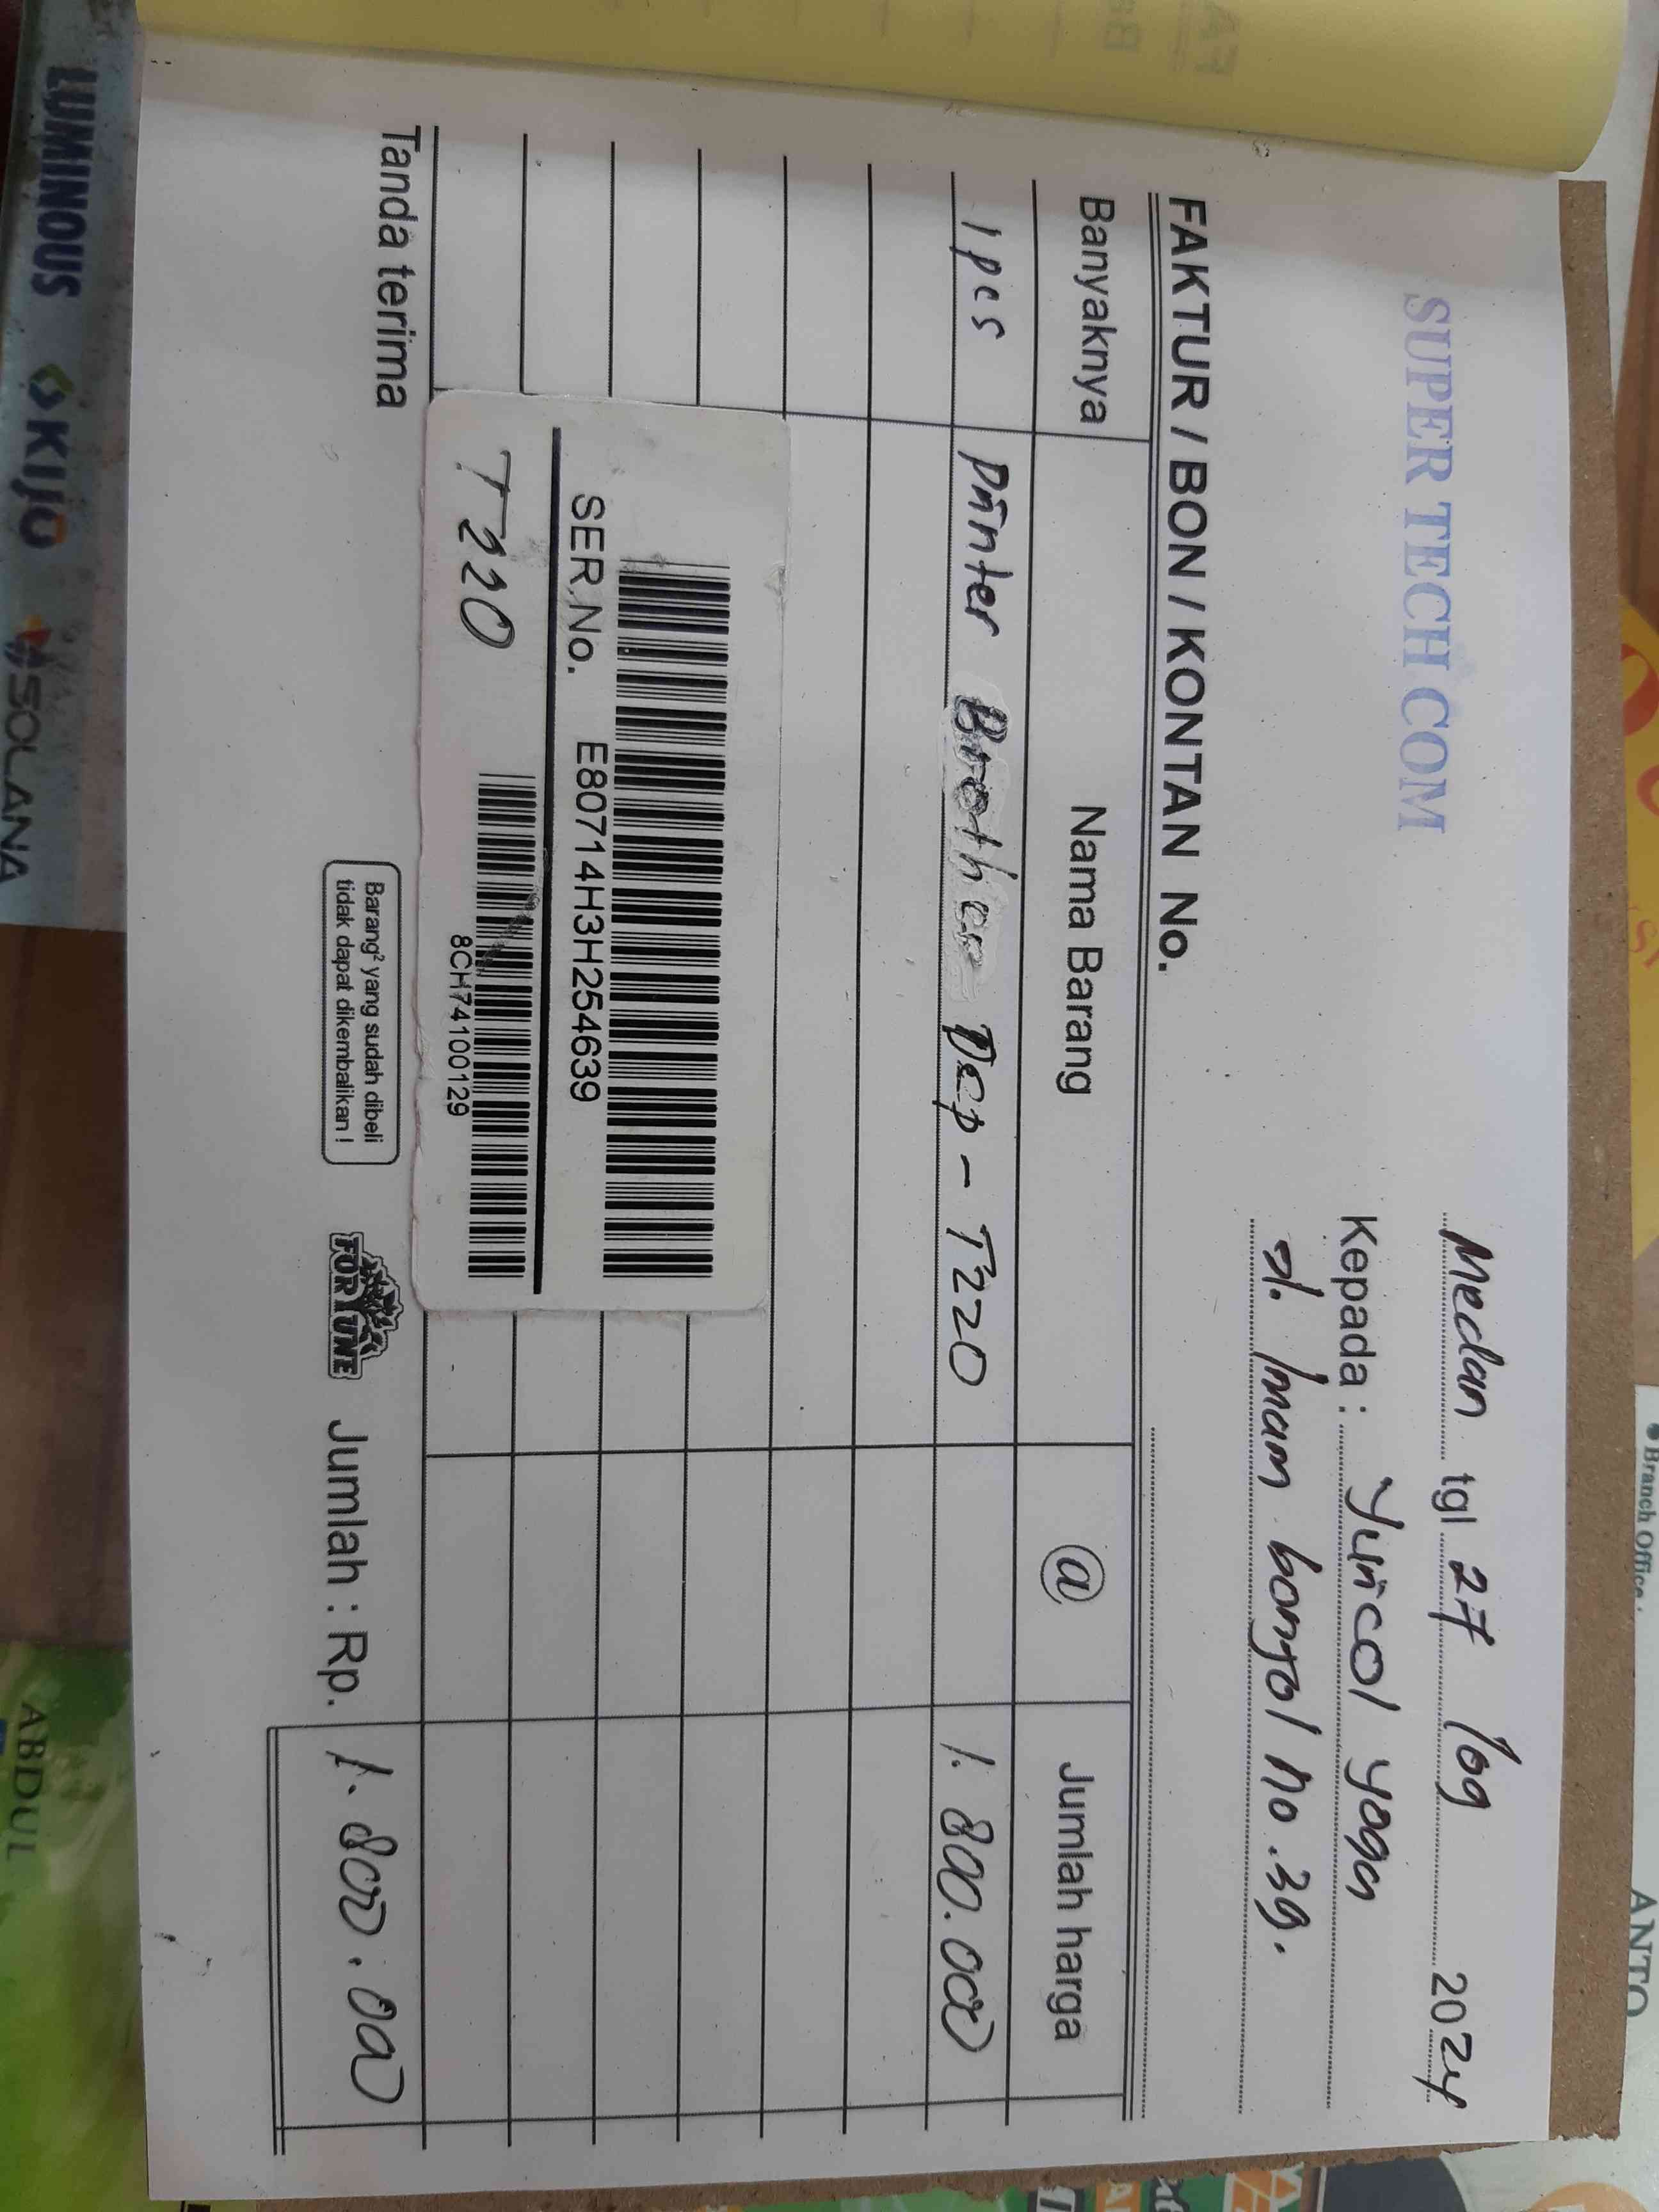 SUPER TECH COM
Medan tgl 27 /09 2024
Kepada : Yuricol yoga
Jl. Imam bonjol no. 39.
FAKTUR / BON / KONTAN No.
Banyaknya Nama Barang @ Jumlah harga
1 pcs Printer Brother Dcp - T220 1. 800.000
SER. No. E80714H3H254639
8CH74100129
T220
Tanda terima
Barang² yang sudah dibeli
tidak dapat dikembalikan !
FORTUNE
Jumlah : Rp. 1. 800.000
LUMINOUS KIJO SOLANA
ABDUL
Branch Office :
ANTO